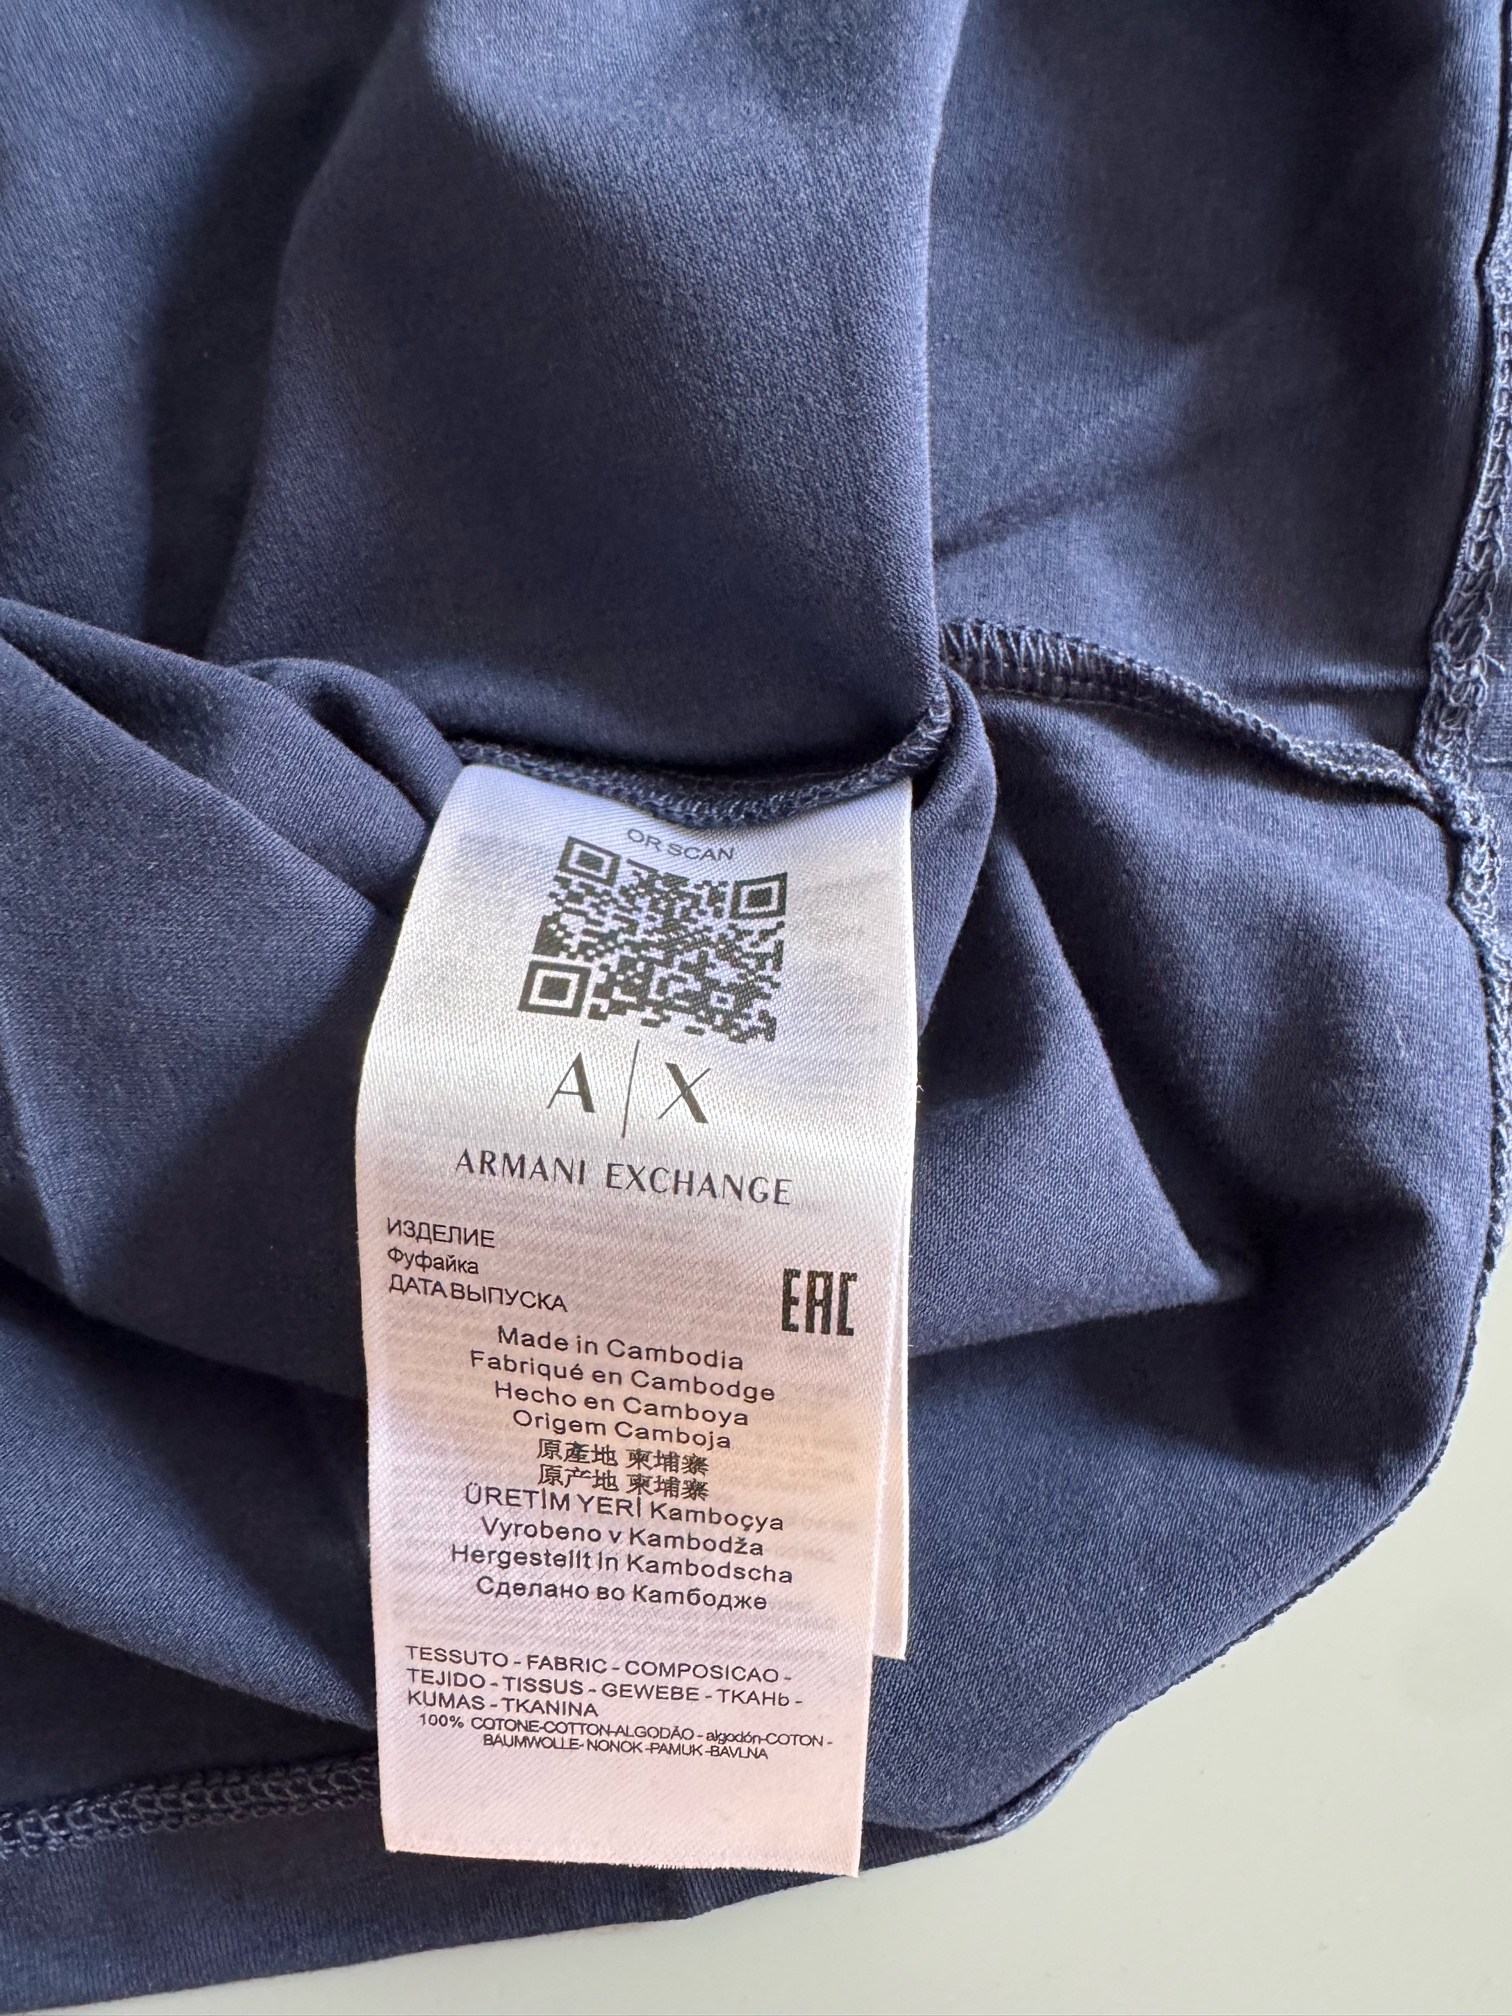 OR SCAN
A|X
ARMANI EXCHANGE
ИЗДЕЛИЕ
Фуфайка
ДАТА ВЫПУСКА
EAC
Made in Cambodia
Fabriqué en Cambodge
Hecho en Camboya
Origem Camboja
原產地 柬埔寨
原产地 柬埔寨
ÜRETİM YERİ Kamboçya
Vyrobeno v Kambodža
Hergestellt in Kambodscha
Сделано во Камбодже
TESSUTO - FABRIC - COMPOSICAO -
TEJIDO - TISSUS - GEWEBE - ТКАНЬ -
KUMAS - TKANINA
100% COTONE-COTTON-ALGODÃO - algodón-COTON -
BAUMWOLLE- NONOK -PAMUK -BAVLNA